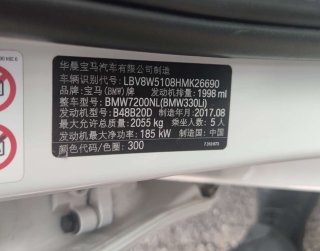 华晨宝马汽车有限公司制造
车辆识别代号: LBV8W5108HMK26690
品牌: 宝马(BMW)牌 发动机排量: 1998 ml
整车型号: BMW7200NL(BMW330Li)
发动机型号: B48B20D 制造年月: 2017.08
最大允许总质量: 2055 kg 乘坐人数: 5 人
发动机最大净功率: 185 kW 制造国: 中国
颜色代码/色圈: 300